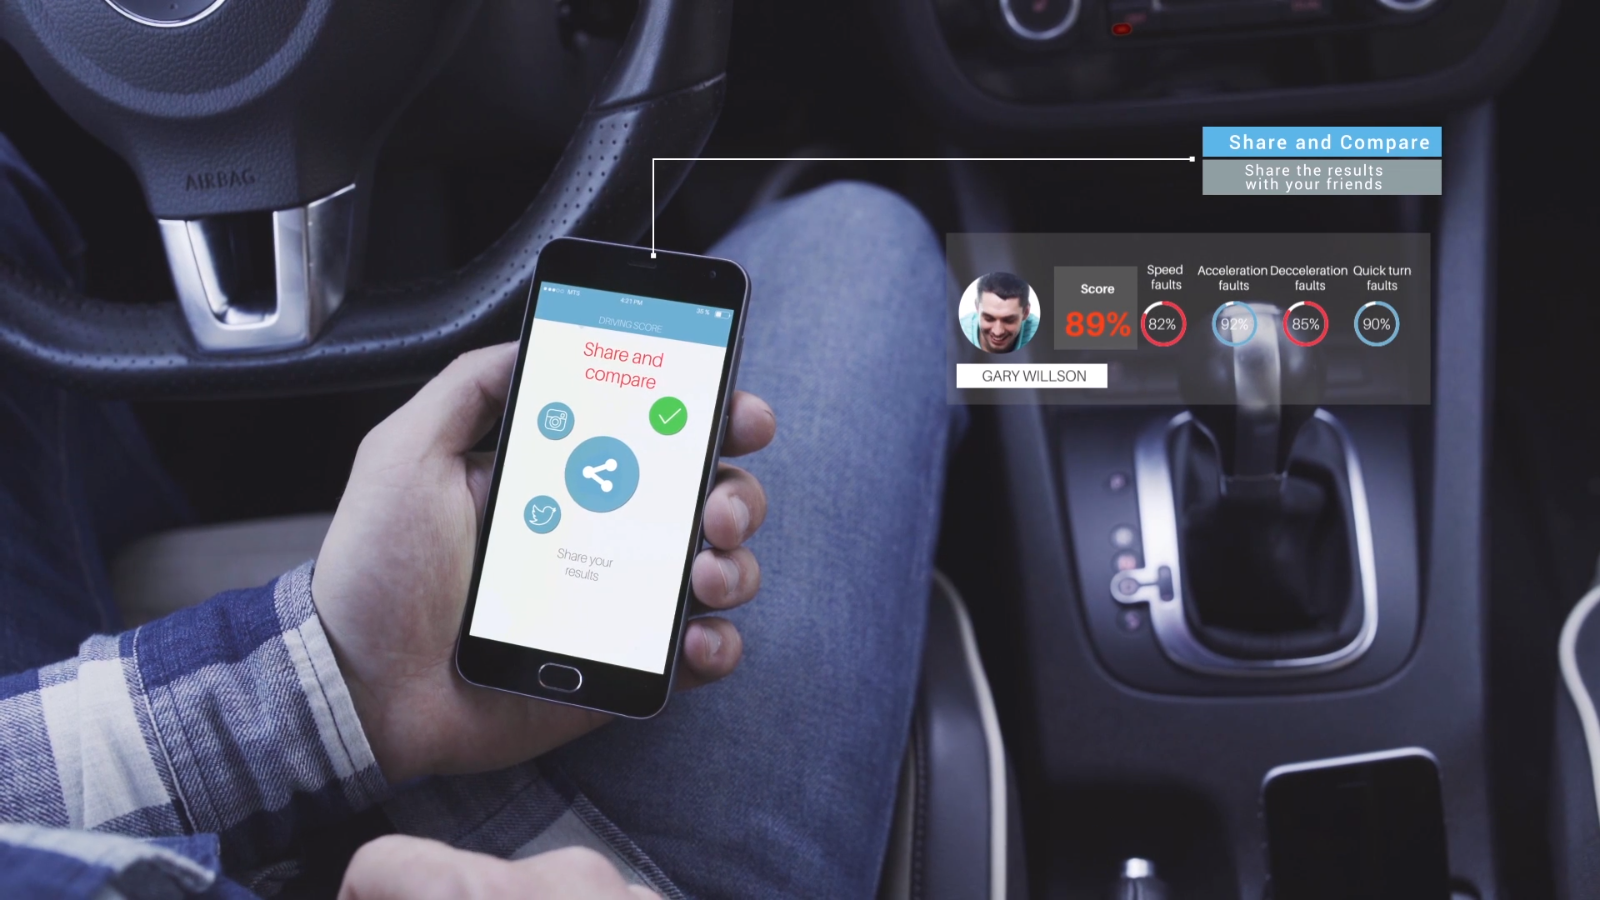 AIRBAG
Share and Compare
Share the results
with your friends
MTS
4:21 PM
35 %
DRIVING SCORE
Share and
compare
Share your
results
Score
89%
Speed
faults
82%
Acceleration
faults
92%
Decceleration
faults
85%
Quick turn
faults
90%
GARY WILLSON